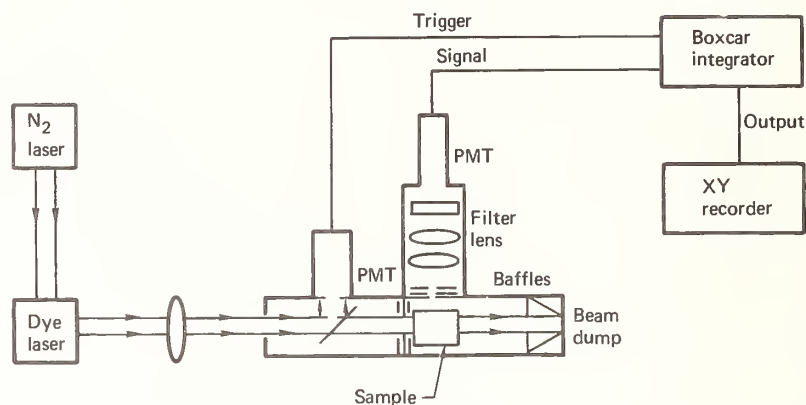 Trigger
Boxcar
integrator
Signal
N₂
laser
PMT
Output
XY
recorder
Filter
lens
PMT
Baffles
Dye
laser
Beam
dump
Sample